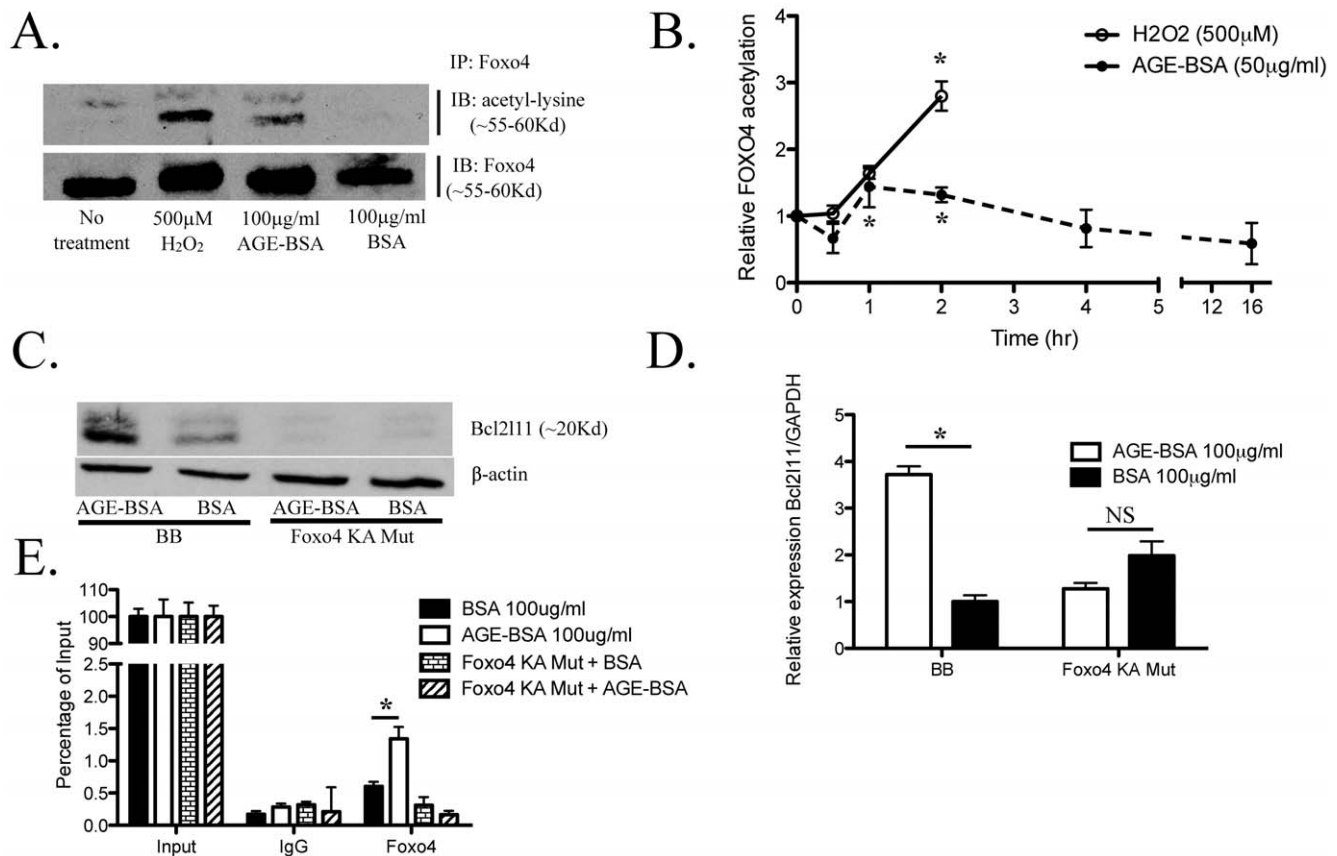 A.
IP: Foxo4
IB: acetyl-lysine
(~55-60Kd)
IB: Foxo4
(~55-60Kd)
No
treatment
500µM
H2O2
100µg/ml
AGE-BSA
100µg/ml
BSA
B.
H2O2 (500µM)
AGE-BSA (50µg/ml)
Relative FOXO4 acetylation
4
3
2
1
0
*
*
*
0
1
2
3
4
5
12
16
Time (hr)
C.
Bcl2l11 (~20Kd)
β-actin
AGE-BSA
BSA
AGE-BSA
BSA
BB
Foxo4 KA Mut
D.
Relative expression Bcl2l11/GAPDH
5
4
3
2
1
0
AGE-BSA 100µg/ml
BSA 100µg/ml
*
NS
BB
Foxo4 KA Mut
E.
Percentage of Input
110
100
90
2.5
2.0
1.5
1.0
0.5
0.0
BSA 100ug/ml
AGE-BSA 100ug/ml
Foxo4 KA Mut + BSA
Foxo4 KA Mut + AGE-BSA
*
Input
IgG
Foxo4